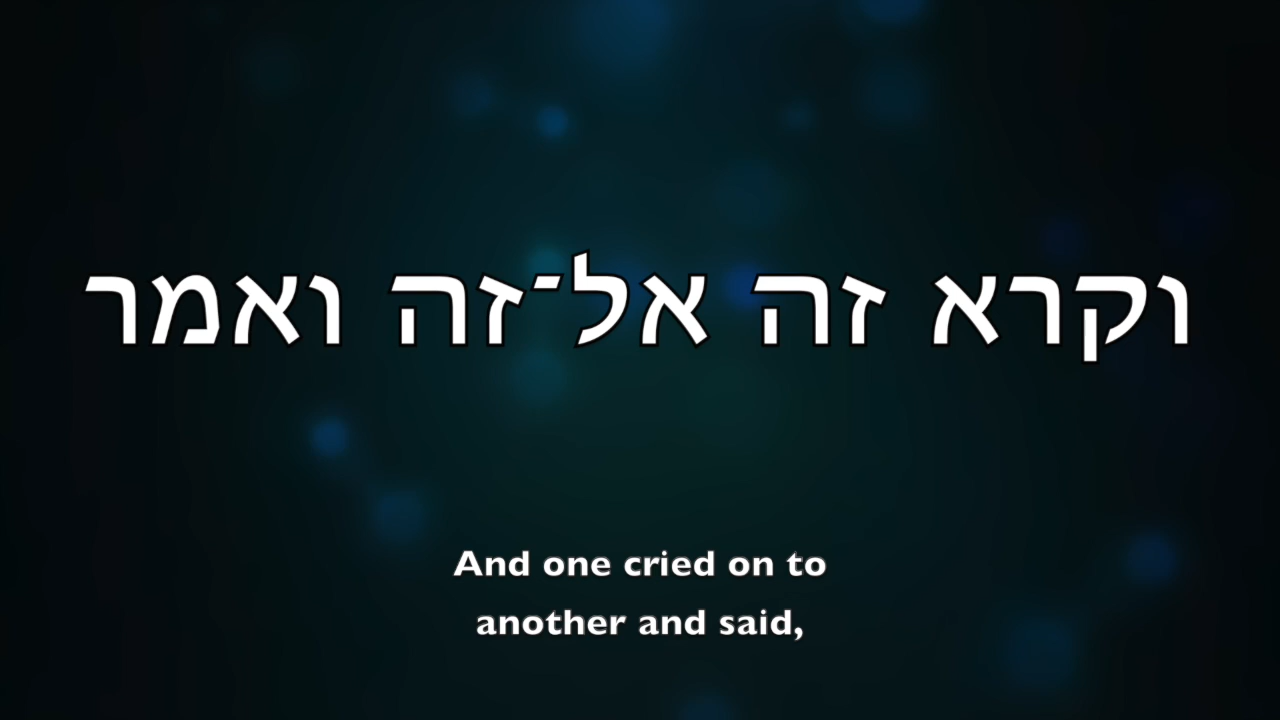 וקרא זה אל־זה ואמר
And one cried on to
another and said,